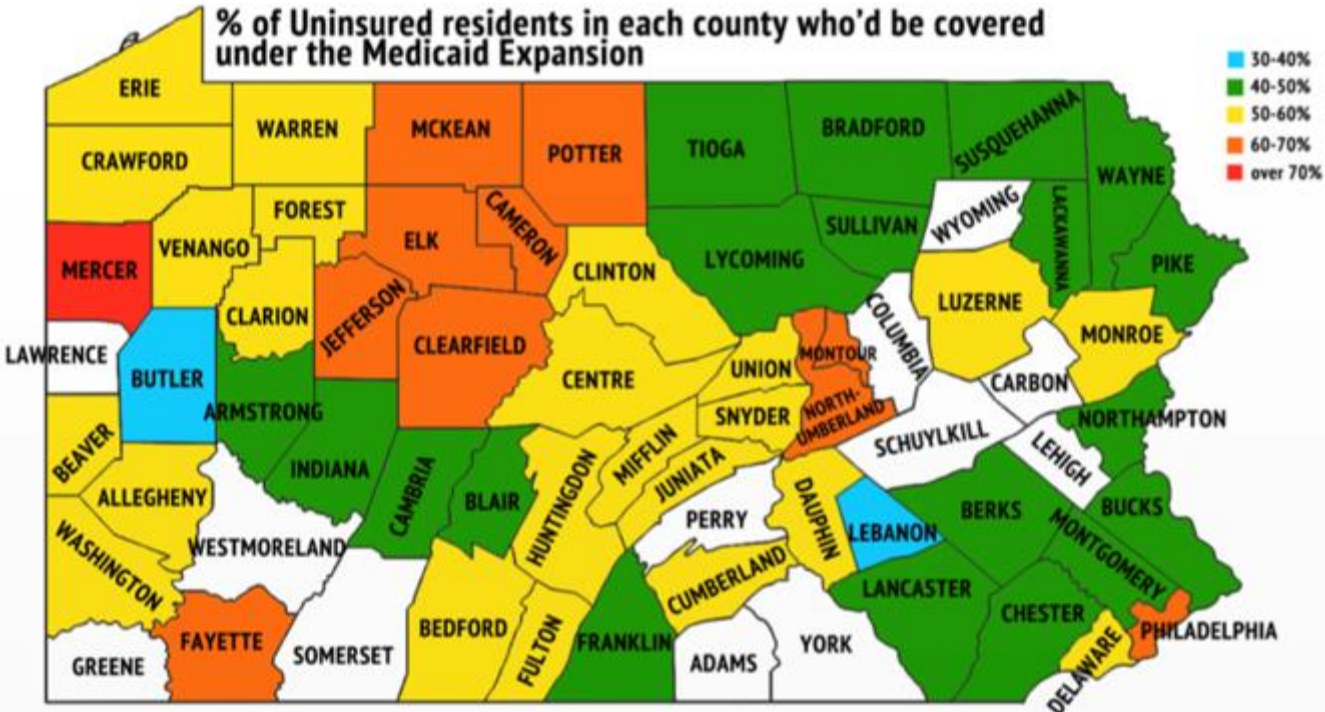 % of Uninsured residents in each county who'd be covered
under the Medicaid Expansion
30-40%
40-50%
50-60%
60-70%
over 70%
ERIE
WARREN
MCKEAN
POTTER
TIOGA
BRADFORD
SUSQUEHANNA
WAYNE
CRAWFORD
FOREST
VENANGO
ELK
CAMERON
CLINTON
LYCOMING
SULLIVAN
WYOMING
LACKAWANNA
PIKE
MERCER
CLARION
JEFFERSON
CLEARFIELD
COLUMBIA
LUZERNE
MONROE
LAWRENCE
BUTLER
ARMSTRONG
CENTRE
UNION
MONTOUR
CARBON
SNYDER
NORTH-
UMBERLAND
NORTHAMPTON
BEAVER
INDIANA
MIFFLIN
SCHUYLKILL
LEHIGH
ALLEGHENY
CAMBRIA
BLAIR
HUNTINGDON
JUNIATA
PERRY
DAUPHIN
LEBANON
BERKS
BUCKS
WASHINGTON
WESTMORELAND
CUMBERLAND
LANCASTER
MONTGOMERY
CHESTER
GREENE
FAYETTE
SOMERSET
BEDFORD
FULTON
FRANKLIN
ADAMS
YORK
DELAWARE
PHILADELPHIA